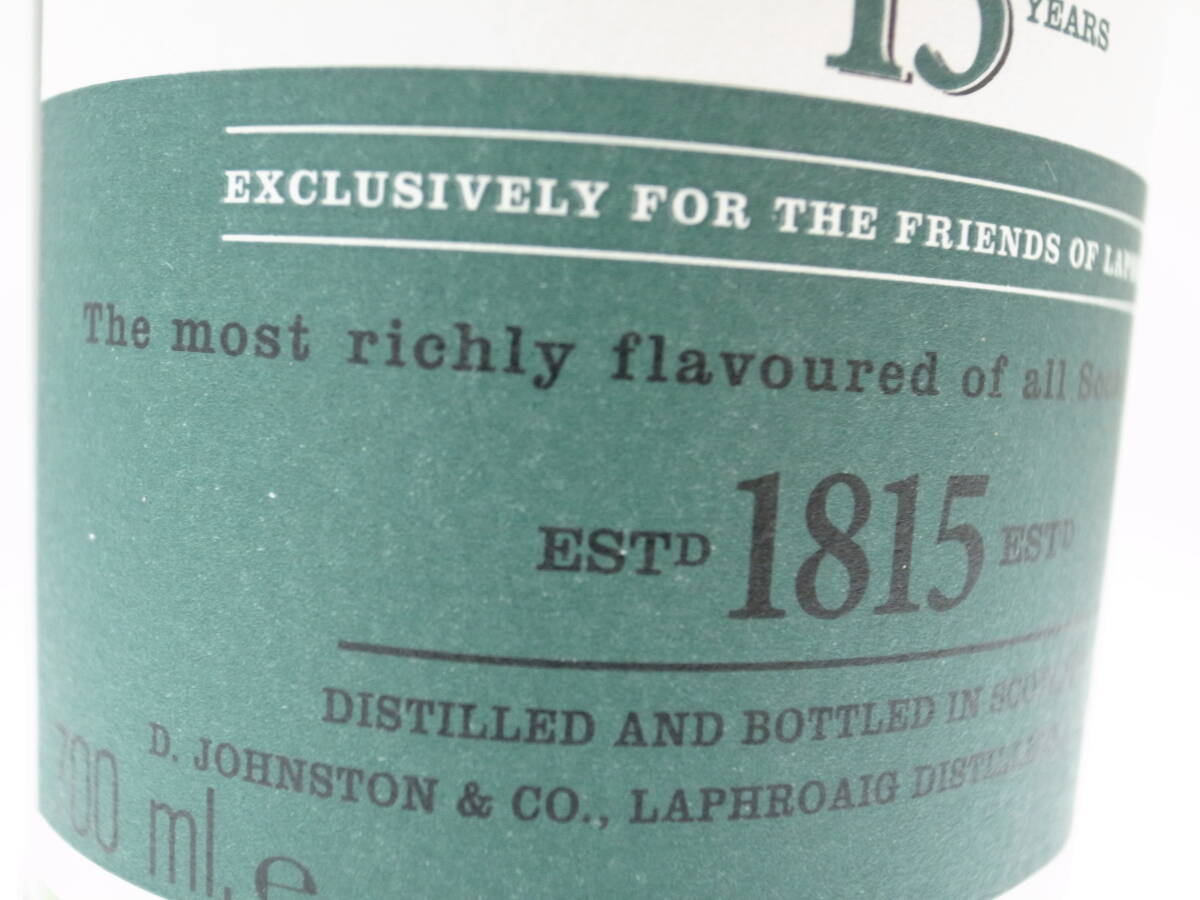 15 YEARS
EXCLUSIVELY FOR THE FRIENDS OF
The most richly flavoured of all
ESTD 1815 ESTD
DISTILLED AND BOTTLED IN
D. JOHNSTON & CO., LAPHROAIG
700 ml. e